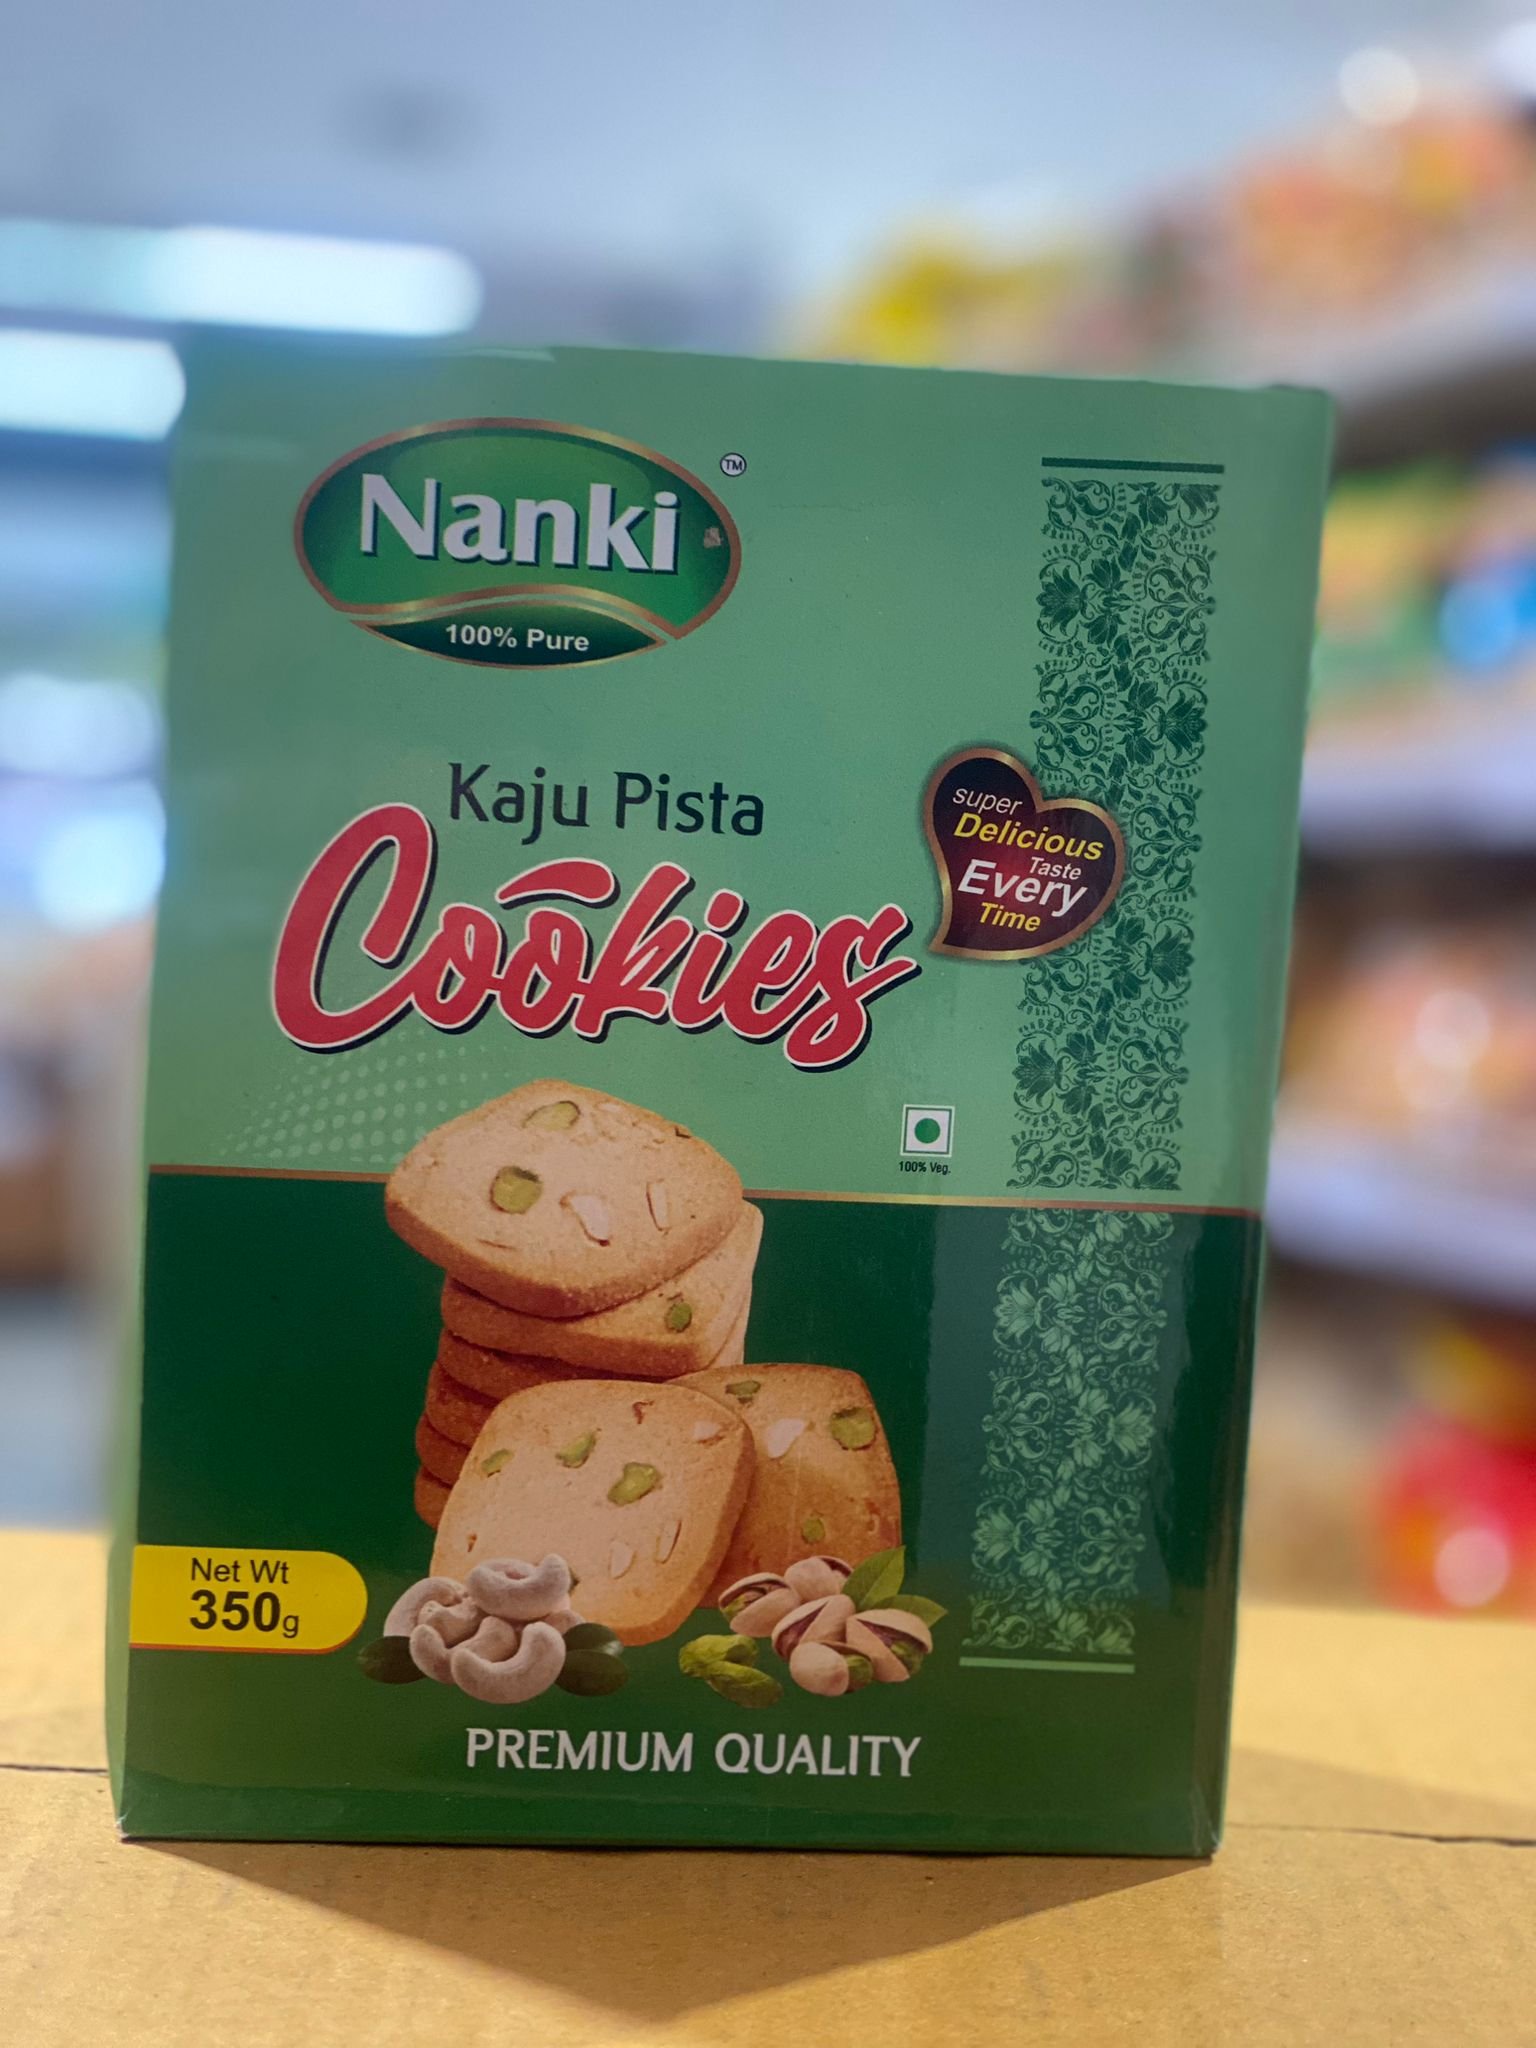 Nanki
TM
100% Pure
Kaju Pista
Cookies
super
Delicious
Taste
Every
Time
100% Veg.
Net Wt
350g
PREMIUM QUALITY